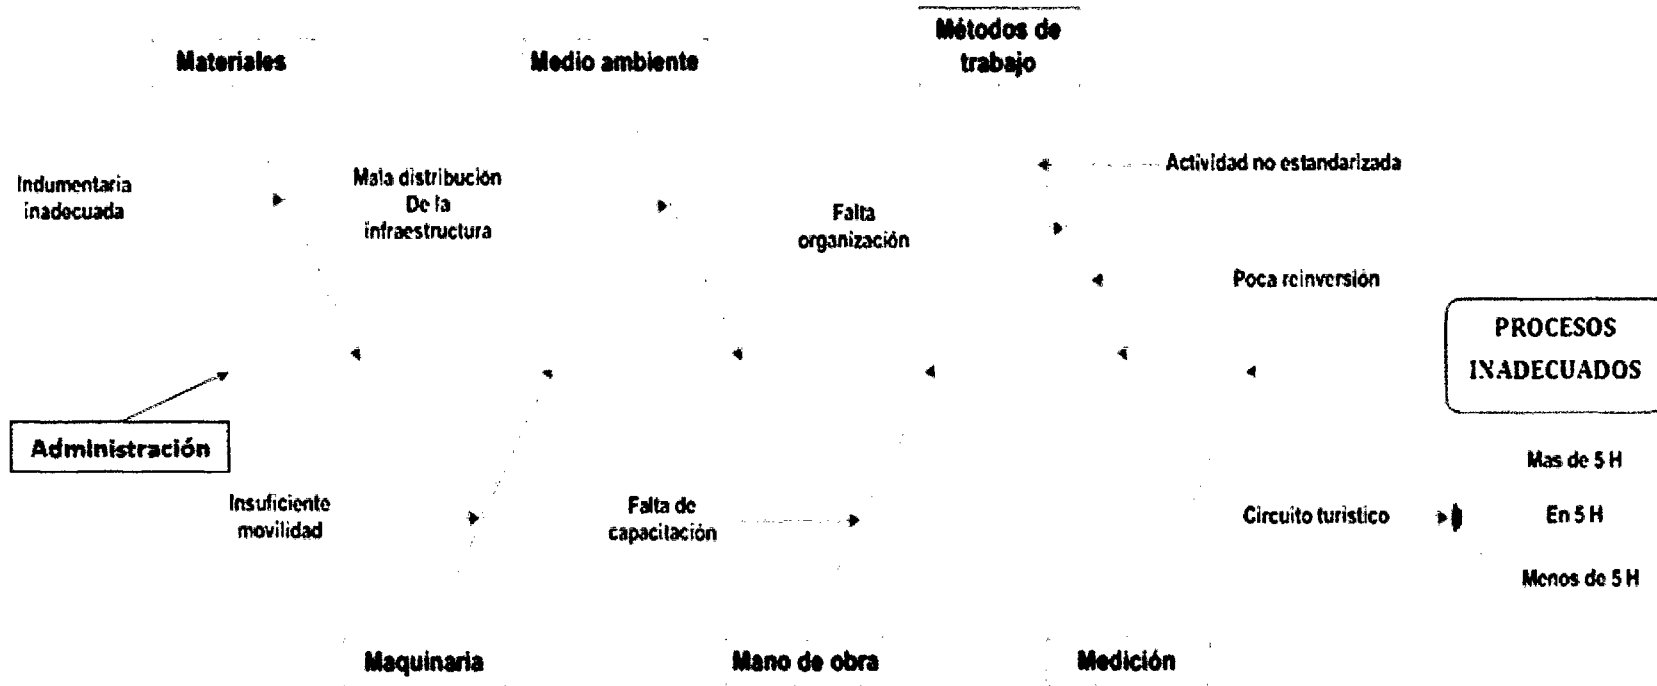 Materiales
Medio ambiente
Métodos de
trabajo
Indumentaria
inadecuada
Mala distribución
De la
infraestructura
Falta
organización
Actividad no estandarizada
Poca reinversión
PROCESOS
INADECUADOS
Administración
Insuficiente
movilidad
Falta de
capacitación
Circuito turistico
Mas de 5 H
En 5 H
Menos de 5 H
Maquinaria
Mano de obra
Medición